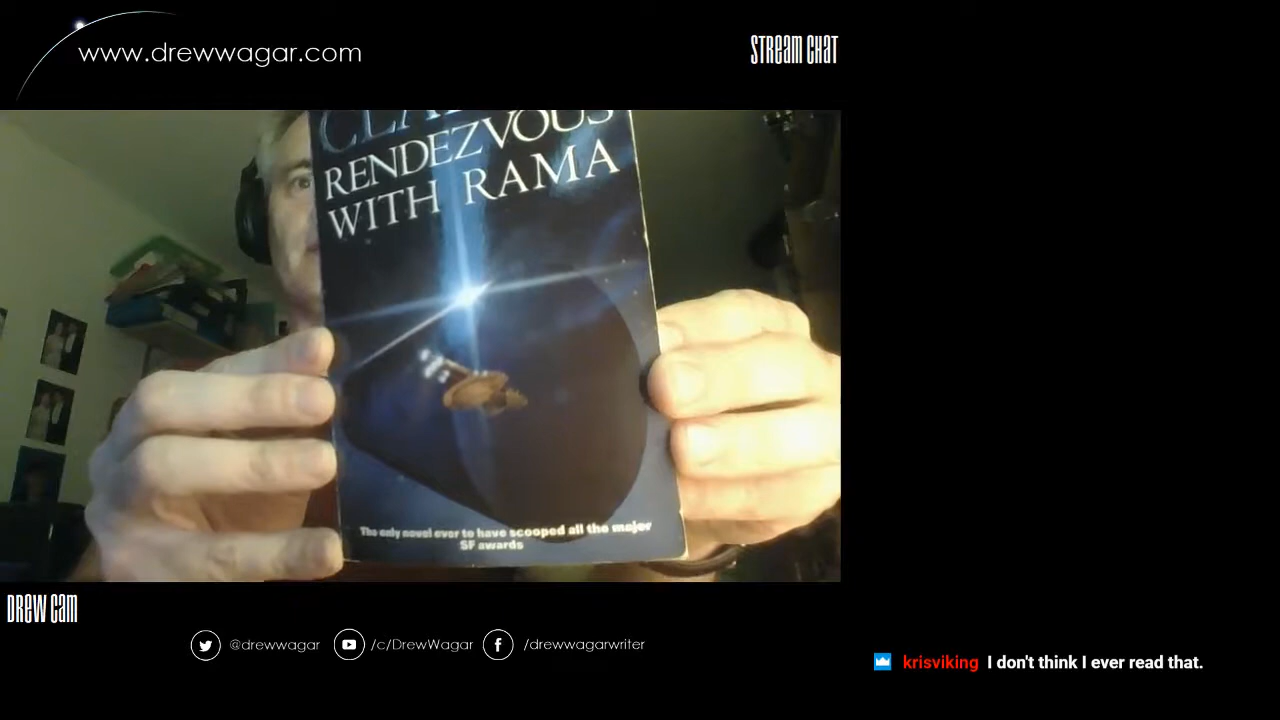 www.drewwagar.com
STREAM CHAT
RENDEZVOUS
WITH RAMA
The only novel ever to have scooped all the major
SF awards
DREW CAM
@drewwagar
/c/DrewWagar
/drewwagarwriter
krisviking I don't think I ever read that.